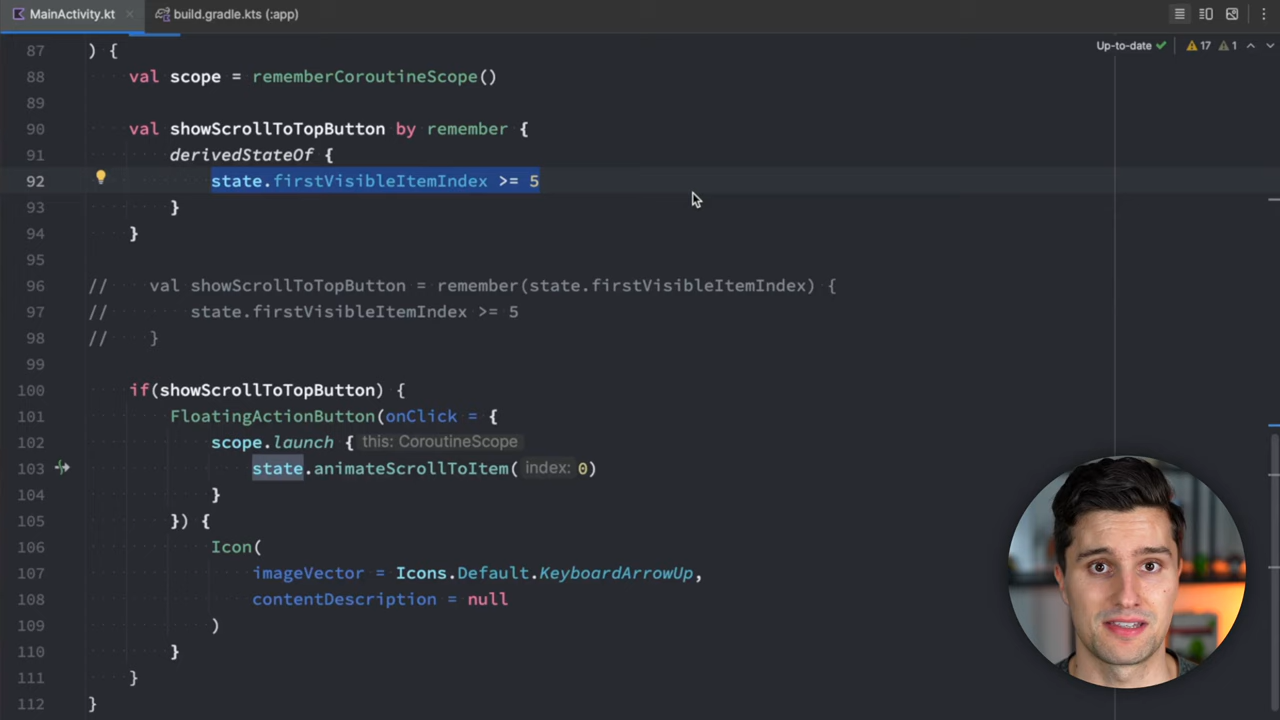 MainActivity.kt
build.gradle.kts (:app)
Up-to-date
17
1
87 ) {
88 val scope = rememberCoroutineScope()
89
90 val showScrollToTopButton by remember {
91 derivedStateOf {
92 state.firstVisibleItemIndex >= 5
93 }
94 }
95
96 // val showScrollToTopButton = remember(state.firstVisibleItemIndex) {
97 // state.firstVisibleItemIndex >= 5
98 // }
99
100 if(showScrollToTopButton) {
101 FloatingActionButton(onClick = {
102 scope.launch { this: CoroutineScope
103 state.animateScrollToItem( index: 0)
104 }
105 }) {
106 Icon(
107 imageVector = Icons.Default.KeyboardArrowUp,
108 contentDescription = null
109 )
110 }
111 }
112 }